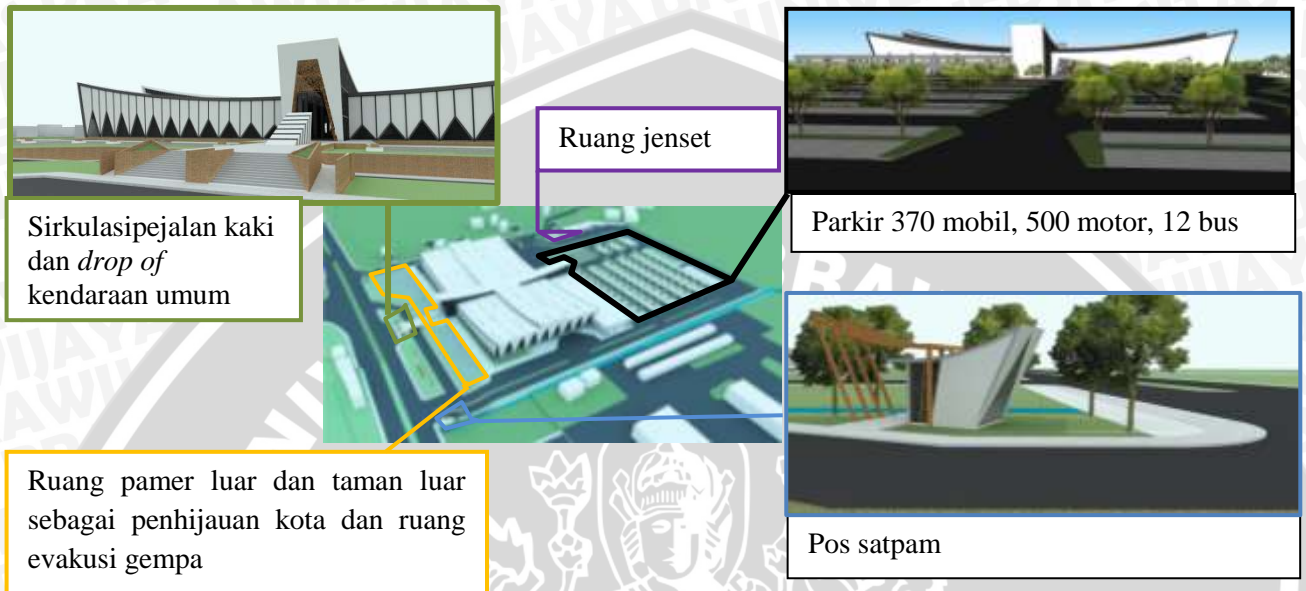 Ruang jenset
Sirkulasipejalan kaki
dan drop of
kendaraan umum
Parkir 370 mobil, 500 motor, 12 bus
Ruang pamer luar dan taman luar
sebagai penhijauan kota dan ruang
evakusi gempa
Pos satpam